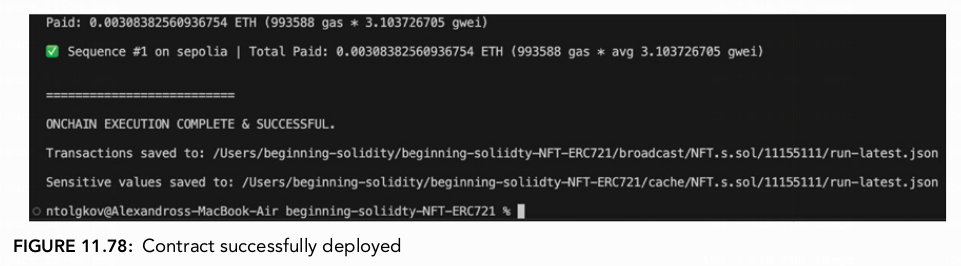 Paid: 0.00308382560936754 ETH (993588 gas * 3.103726705 gwei)
✅ Sequence #1 on sepolia | Total Paid: 0.00308382560936754 ETH (993588 gas * avg 3.103726705 gwei)
==========================
ONCHAIN EXECUTION COMPLETE & SUCCESSFUL.
Transactions saved to: /Users/beginning-solidity/beginning-soliidty-NFT-ERC721/broadcast/NFT.s.sol/11155111/run-latest.json
Sensitive values saved to: /Users/beginning-solidity/beginning-soliidty-NFT-ERC721/cache/NFT.s.sol/11155111/run-latest.json
ntolgkov@Alexandross-MacBook-Air beginning-soliidty-NFT-ERC721 %
FIGURE 11.78: Contract successfully deployed